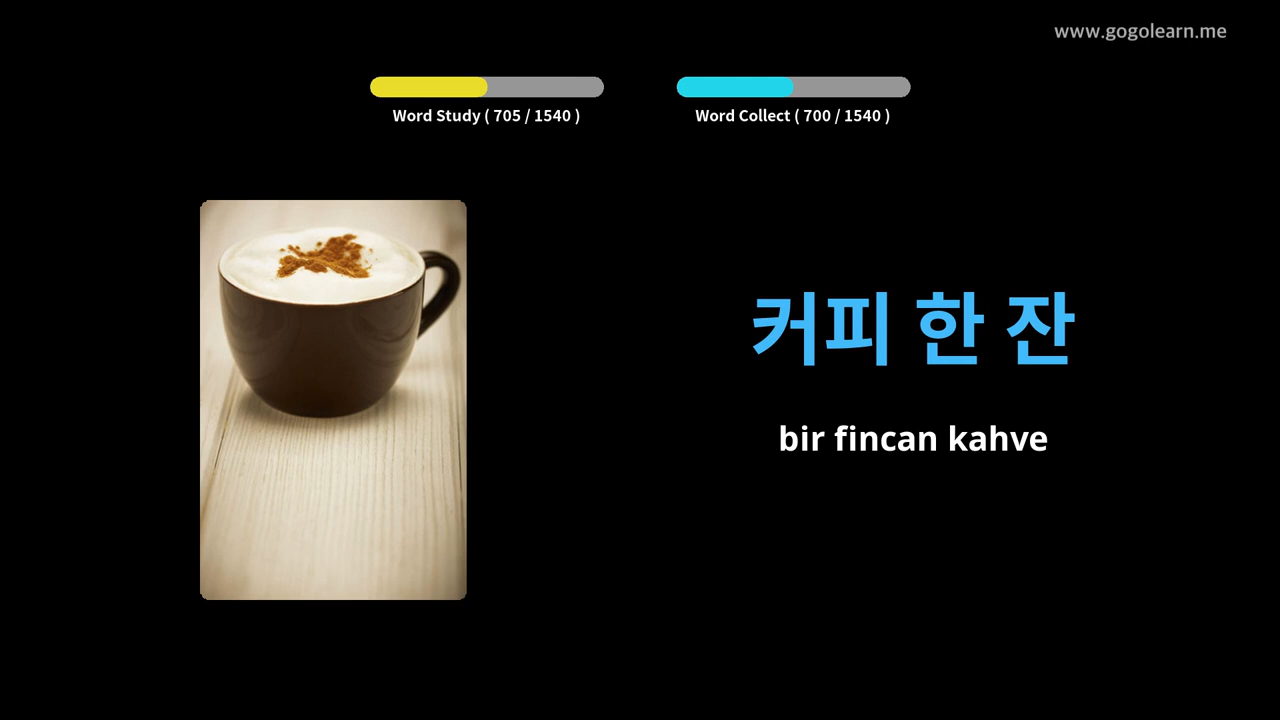 www.gogolearn.me
Word Study ( 705 / 1540 )
Word Collect ( 700 / 1540 )
커피 한 잔
bir fincan kahve